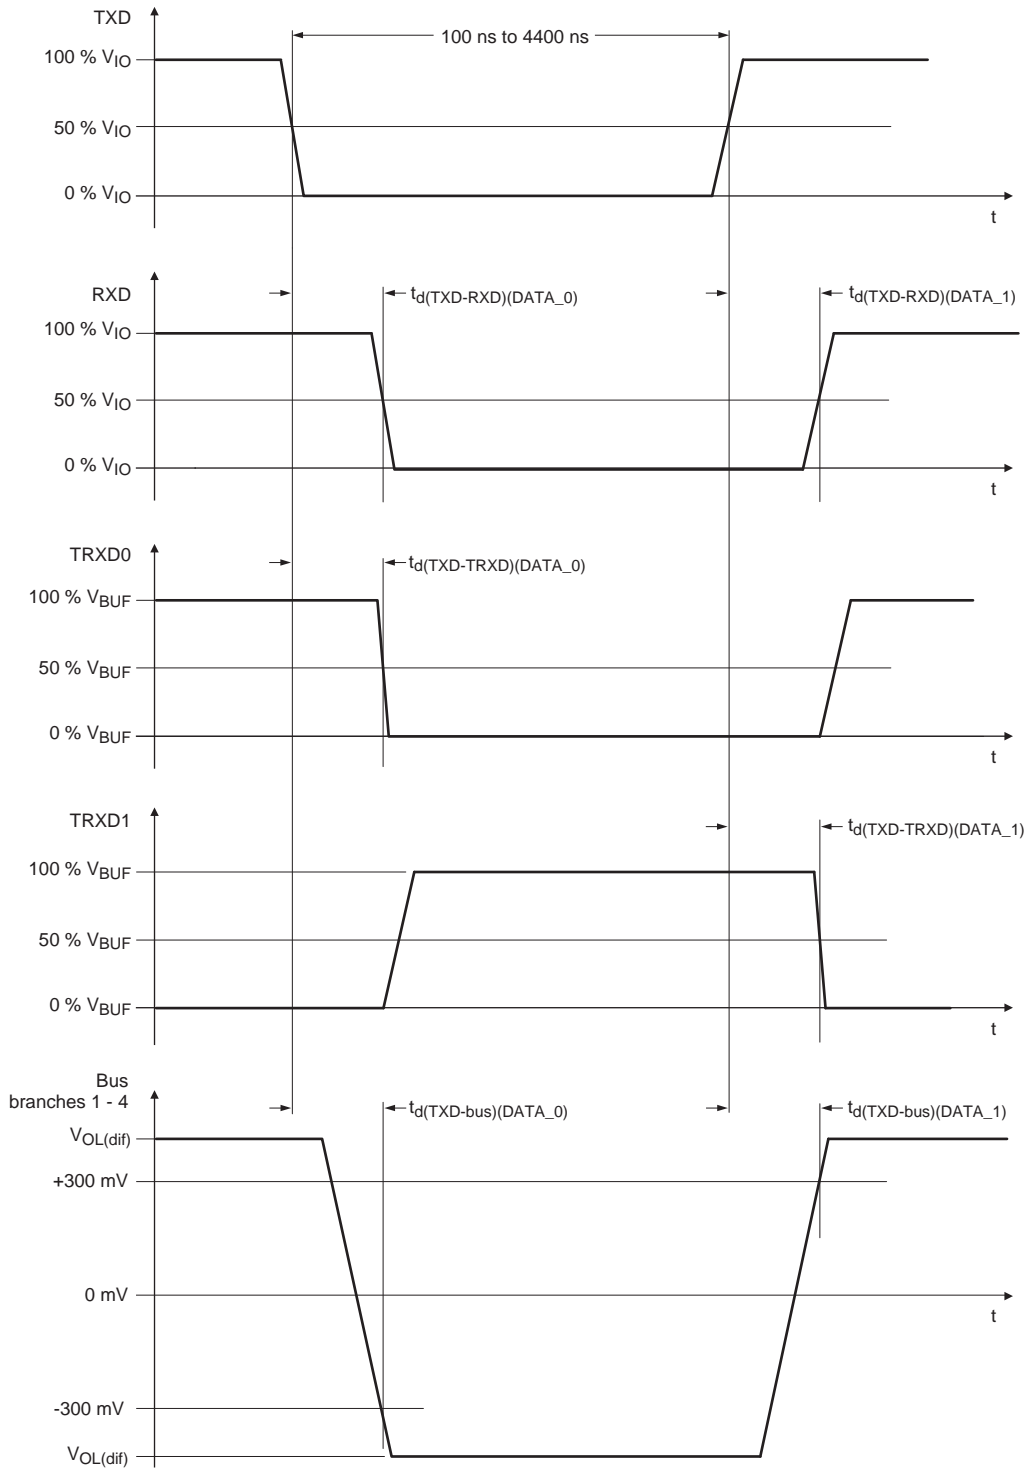 TXD
100 ns to 4400 ns
100 % VIO
50 % VIO
0 % VIO
t
RXD
td(TXD-RXD)(DATA_0)
td(TXD-RXD)(DATA_1)
100 % VIO
50 % VIO
0 % VIO
t
TRXD0
td(TXD-TRXD)(DATA_0)
100 % VBUF
50 % VBUF
0 % VBUF
t
TRXD1
td(TXD-TRXD)(DATA_1)
100 % VBUF
50 % VBUF
0 % VBUF
t
Bus
branches 1 - 4
td(TXD-bus)(DATA_0)
td(TXD-bus)(DATA_1)
VOL(dif)
+300 mV
0 mV
t
-300 mV
VOL(dif)